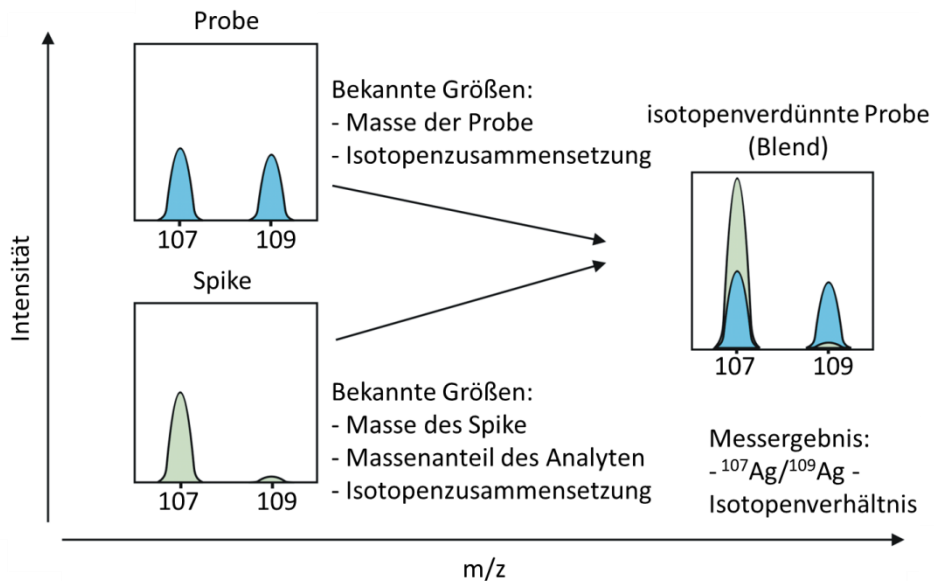 Probe
107
109
Bekannte Größen:
- Masse der Probe
- Isotopenzusammensetzung
Spike
107
109
Bekannte Größen:
- Masse des Spike
- Massenanteil des Analyten
- Isotopenzusammensetzung
isotopenverdünnte Probe
(Blend)
107
109
Messergebnis:
- ¹⁰⁷Ag/¹⁰⁹Ag -
Isotopenverhältnis
Intensität
m/z